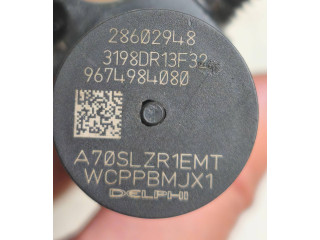 28602948
3198DR13F32
9674984080
A70SLZR1EMT
WCPPBMJX1
DELPHI